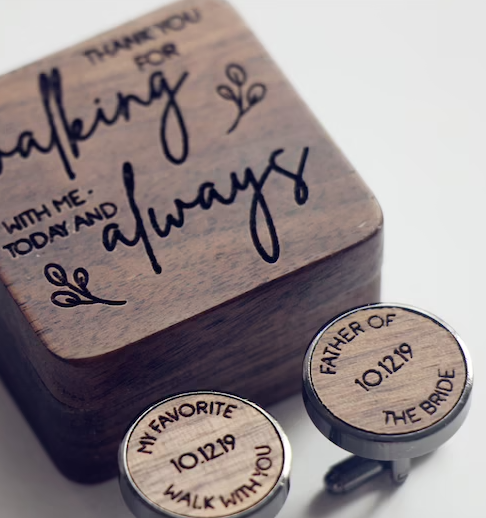 THANK YOU
FOR
walking
WITH ME.
TODAY AND
always
MY FAVORITE
10.12.19
WALK WITH YOU
FATHER OF
10.12.19
THE BRIDE